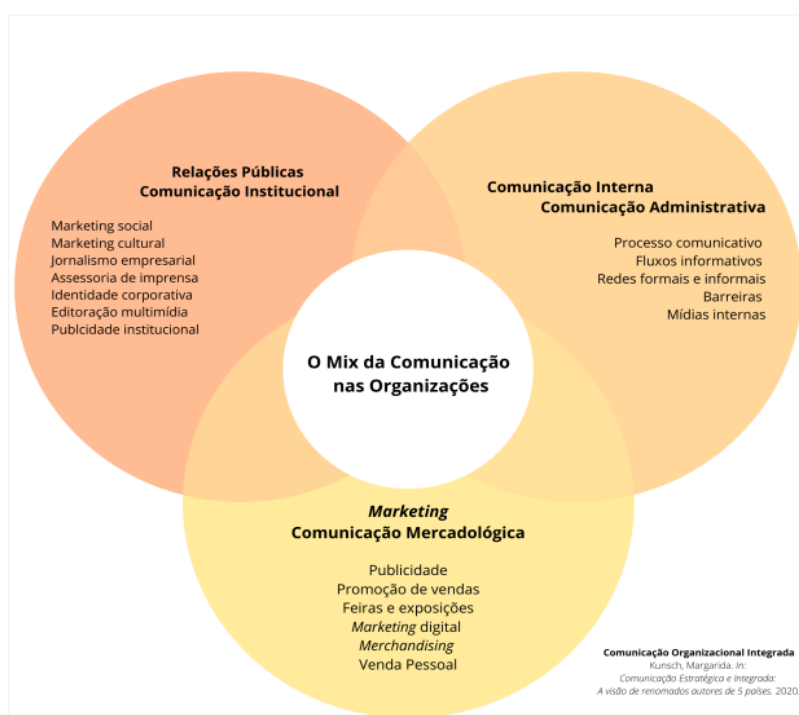 Relações Públicas
Comunicação Institucional
Marketing social
Marketing cultural
Jornalismo empresarial
Assessoria de imprensa
Identidade corporativa
Editoração multimídia
Publcidade institucional
Comunicação Interna
Comunicação Administrativa
Processo comunicativo
Fluxos informativos
Redes formais e informais
Barreiras
Mídias internas
O Mix da Comunicação
nas Organizações
Marketing
Comunicação Mercadológica
Publicidade
Promoção de vendas
Feiras e exposições
Marketing digital
Merchandising
Venda Pessoal
Comunicação Organizacional Integrada
Kunsch, Margarida. In:
Comunicação Estratégica e Integrada:
A visão de renomados autores de 5 países. 2020.